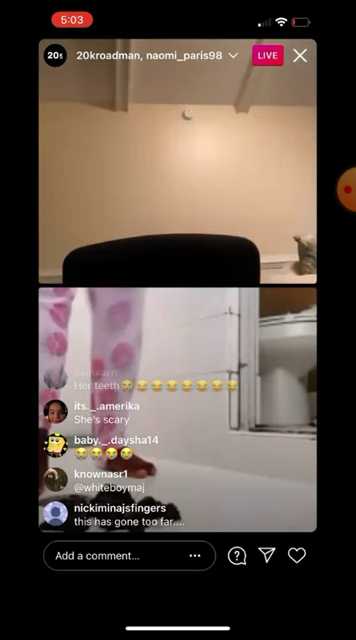 5:03
20s
20kroadman, naomi_paris98
LIVE
Her teeth😭😂😂😂😂😂😂😂
its._.amerika
She's scary
baby._.daysha14
😭😭😭😭
knownasr1
@whiteboymaj
nickiminajsfingers
this has gone too far....
Add a comment...